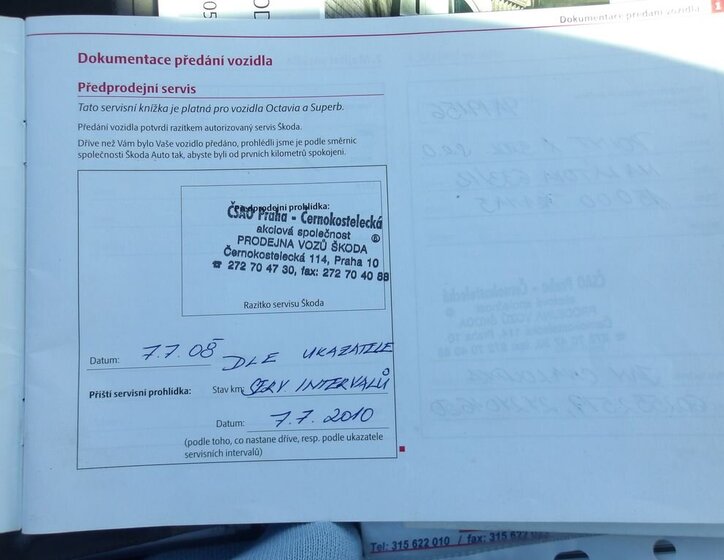 Dokumentace předání vozidla
1
Dokumentace předání vozidla
Předprodejní servis
Tato servisní knížka je platná pro vozidla Octavia a Superb.
Předání vozidla potvrdí razítkem autorizovaný servis Škoda.
Dříve než Vám bylo Vaše vozidlo předáno, prohlédli jsme je podle směrnic
společnosti Škoda Auto tak, abyste byli od prvních kilometrů spokojeni.
Předprodejní prohlídka:
ČSAO Praha - Černokostelecká
akciová společnost
PRODEJNA VOZŮ ŠKODA ⑥
Černokostelecká 114, Praha 10
☎ 272 70 47 30, fax: 272 70 40 88
Razítko servisu Škoda
Datum: 7.7.08 DLE UKAZATELE
Příští servisní prohlídka: Stav km: SERV INTERVALŮ
Datum: 7.7.2010
(podle toho, co nastane dříve, resp. podle ukazatele
servisních intervalů)
Tel: 315 622 010 / fax: 315 622